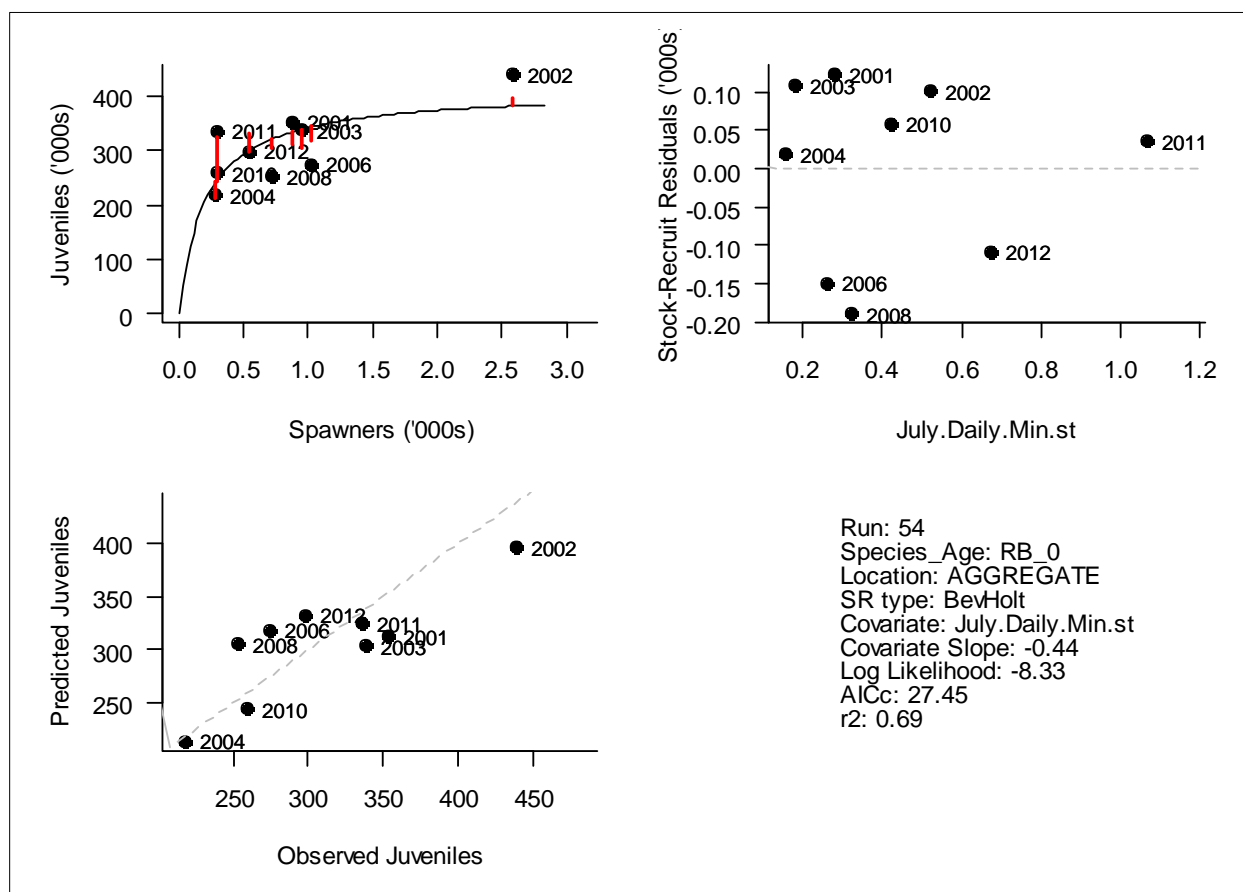 Juveniles ('000s)
400
300
200
100
0
2002
2001
2011
2003
2012
2010
2006
2008
2004
0.0 0.5 1.0 1.5 2.0 2.5 3.0
Spawners ('000s)
Stock-Recruit Residuals ('000s
0.10
0.05
0.00
-0.05
-0.10
-0.15
-0.20
2001
2003
2002
2010
2011
2004
2012
2006
2008
0.2 0.4 0.6 0.8 1.0 1.2
July.Daily.Min.st
Predicted Juveniles
400
350
300
250
2002
2012
2011
2006
2001
2008
2003
2010
2004
250 300 350 400 450
Observed Juveniles
Run: 54
Species_Age: RB_0
Location: AGGREGATE
SR type: BevHolt
Covariate: July.Daily.Min.st
Covariate Slope: -0.44
Log Likelihood: -8.33
AICc: 27.45
r2: 0.69